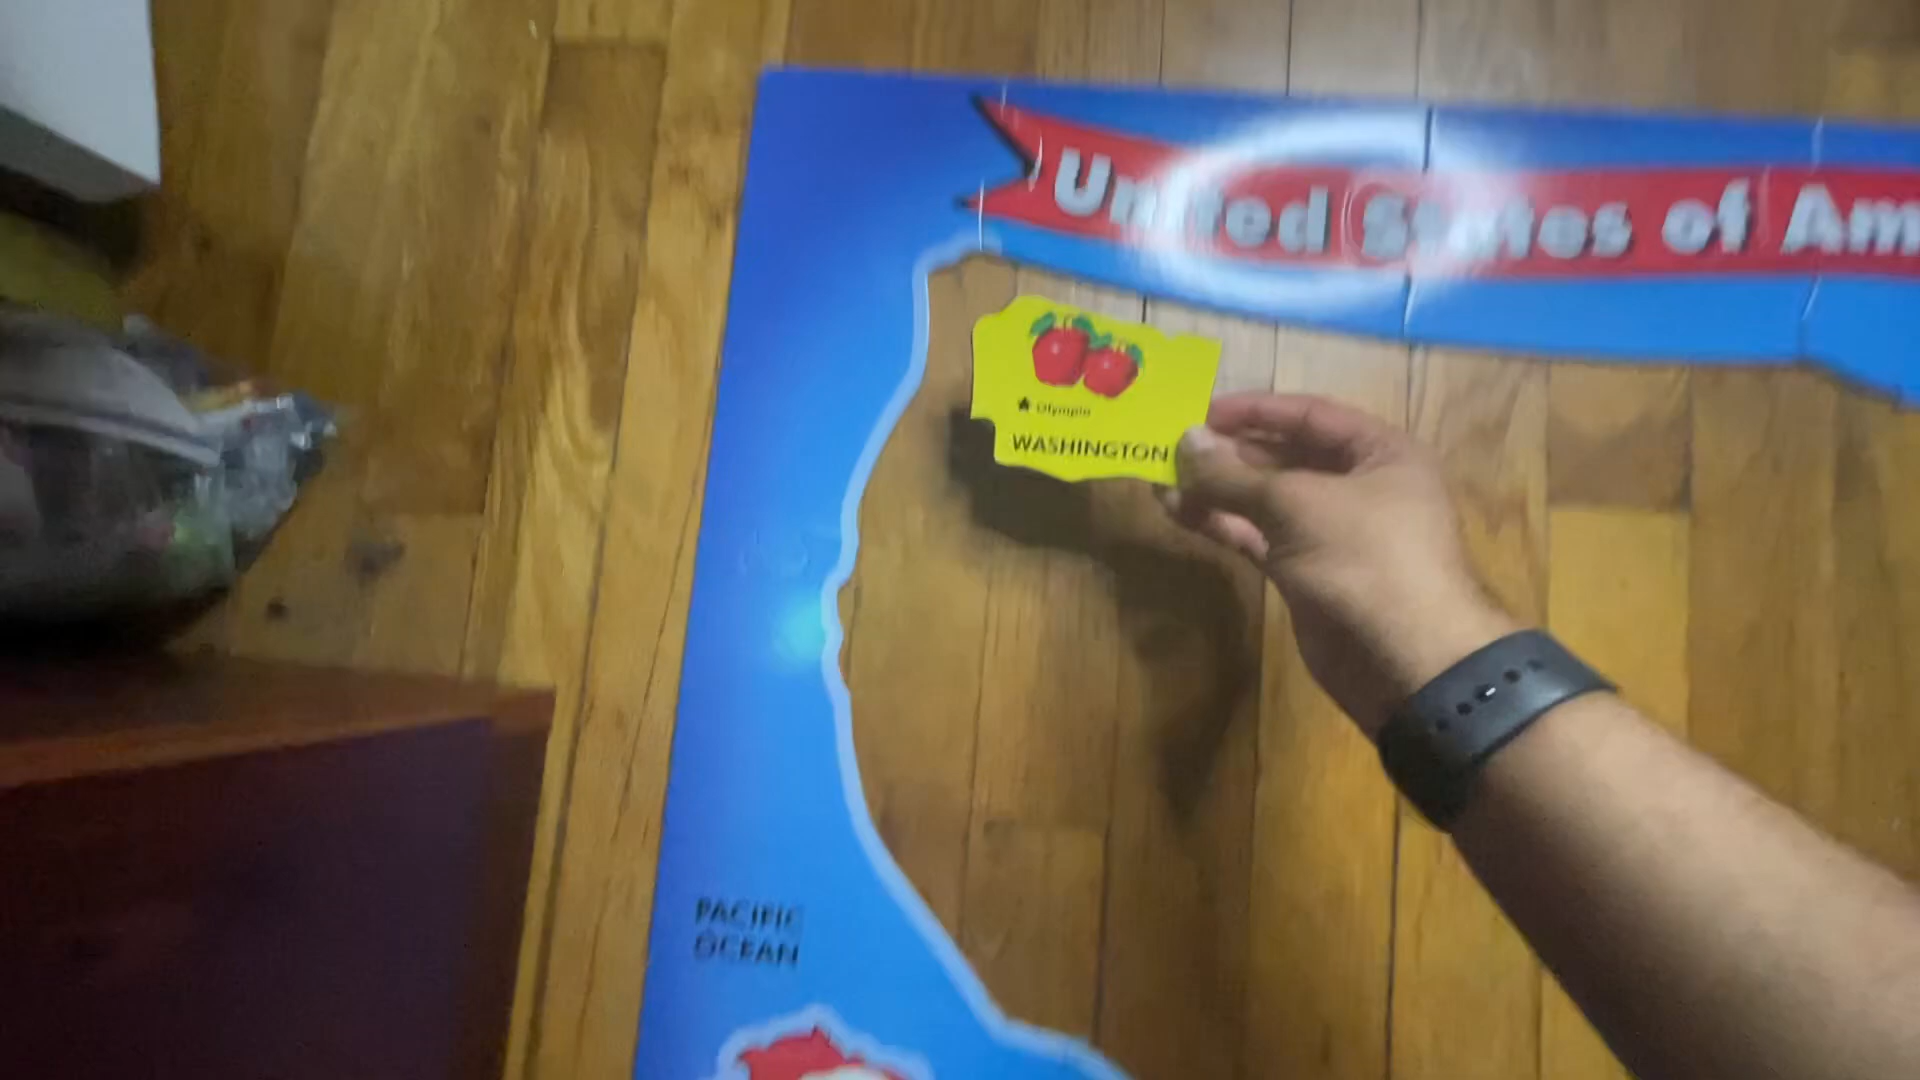 United States of Am
Olympia
WASHINGTON
PACIFIC
OCEAN